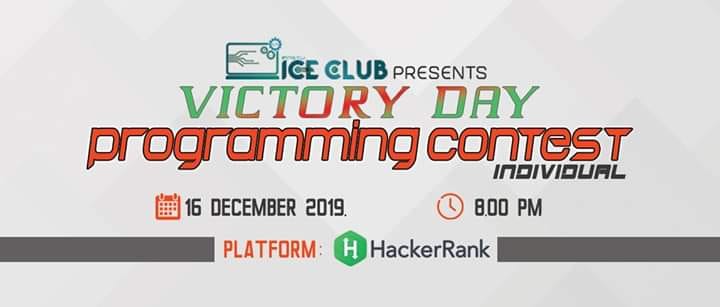 ICE CLUB PRESENTS
VICTORY DAY
PROGRAMMING CONTEST
INDIVIDUAL
16 DECEMBER 2019. 8.00 PM
PLATFORM: HackerRank